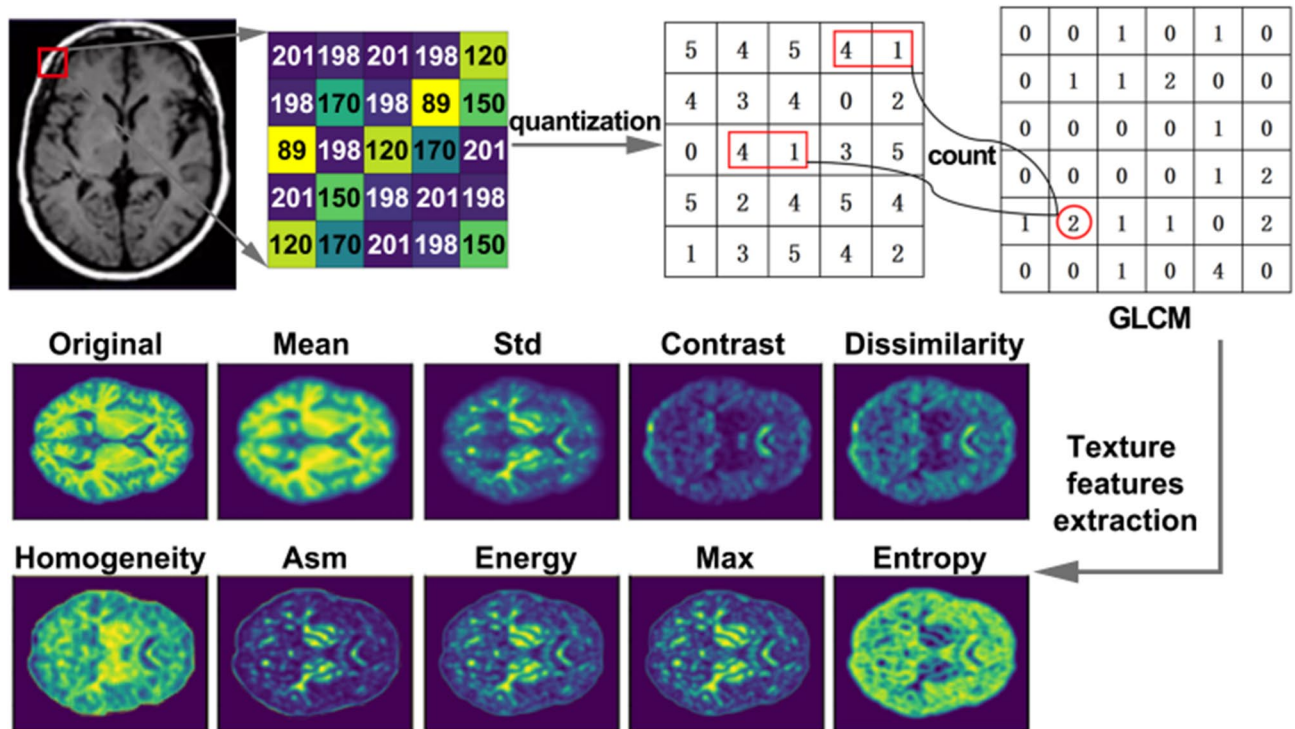 201 198 201 198 120
198 170 198 89 150
89 198 120 170 201
201 150 198 201 198
120 170 201 198 150
quantization
5 4 5 4 1
4 3 4 0 2
0 4 1 3 5
5 2 4 5 4
1 3 5 4 2
count
0 0 1 0 1 0
0 1 1 2 0 0
0 0 0 0 1 0
0 0 0 0 1 2
1 2 1 1 0 2
0 0 1 0 4 0
GLCM
Original Mean Std Contrast Dissimilarity
Texture
features
extraction
Homogeneity Asm Energy Max Entropy